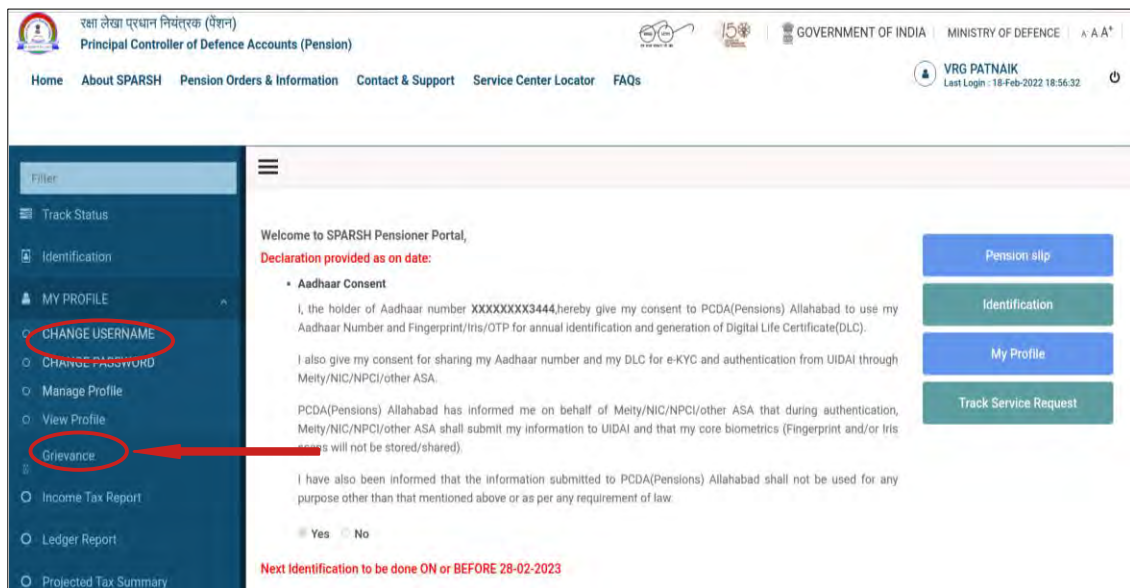 रक्षा लेखा प्रधान नियंत्रक (पेंशन)
Principal Controller of Defence Accounts (Pension)
GOVERNMENT OF INDIA
MINISTRY OF DEFENCE
A A A+
Home About SPARSH Pension Orders & Information Contact & Support Service Center Locator FAQs
VRG PATNAIK
Last Login : 18-Feb-2022 18:56:32
Filter
Track Status
Identification
MY PROFILE
CHANGE USERNAME
CHANGE PASSWORD
Manage Profile
View Profile
Grievance
Income Tax Report
Ledger Report
Projected Tax Summary
Welcome to SPARSH Pensioner Portal,
Declaration provided as on date:
• Aadhaar Consent
I, the holder of Aadhaar number XXXXXXXX3444,hereby give my consent to PCDA(Pensions) Allahabad to use my
Aadhaar Number and Fingerprint/Iris/OTP for annual identification and generation of Digital Life Certificate(DLC).
I also give my consent for sharing my Aadhaar number and my DLC for e-KYC and authentication from UIDAI through
Meity/NIC/NPCI/other ASA.
PCDA(Pensions) Allahabad has informed me on behalf of Meity/NIC/NPCI/other ASA that during authentication,
Meity/NIC/NPCI/other ASA shall submit my information to UIDAI and that my core biometrics (Fingerprint and/or Iris
scans will not be stored/shared).
I have also been informed that the information submitted to PCDA(Pensions) Allahabad shall not be used for any
purpose other than that mentioned above or as per any requirement of law.
Yes No
Next Identification to be done ON or BEFORE 28-02-2023
Pension slip
Identification
My Profile
Track Service Request